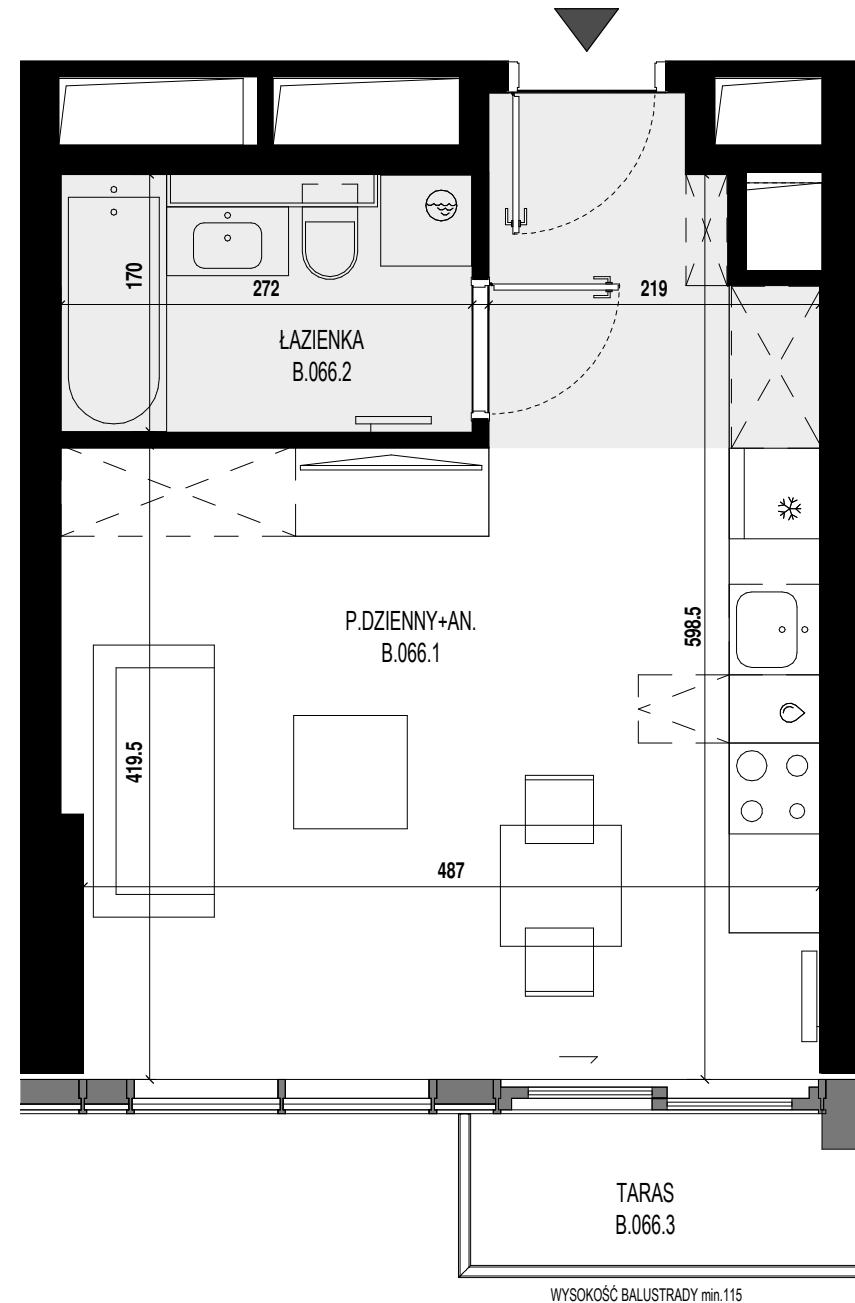 170
272
219
ŁAZIENKA
B.066.2
P.DZIENNY+AN.
B.066.1
598.5
419.5
487
TARAS
B.066.3
WYSOKOŚĆ BALUSTRADY min.115